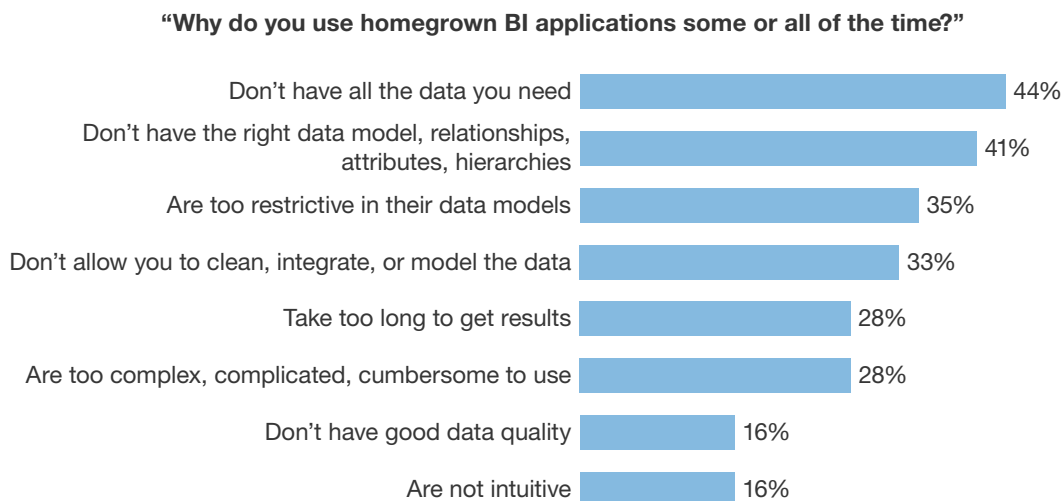 “Why do you use homegrown BI applications some or all of the time?”
Don’t have all the data you need 44%
Don’t have the right data model, relationships,
attributes, hierarchies 41%
Are too restrictive in their data models 35%
Don’t allow you to clean, integrate, or model the data 33%
Take too long to get results 28%
Are too complex, complicated, cumbersome to use 28%
Don’t have good data quality 16%
Are not intuitive 16%